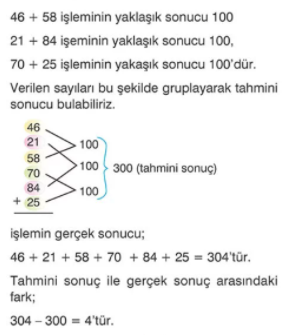 46 + 58 işleminin yaklaşık sonucu 100
21 + 84 işeminin yaklaşık sonucu 100,
70 + 25 işleminin yakaşık sonucu 100'dür.
Verilen sayıları bu şekilde gruplayarak tahmini
sonucu bulabiliriz.
46
21
58
70
84
+ 25
100
100
100
300 (tahmini sonuç)
işlemin gerçek sonucu;
46 + 21 + 58 + 70 + 84 + 25 = 304'tür.
Tahmini sonuç ile gerçek sonuç arasındaki
fark;
304 – 300 = 4'tür.